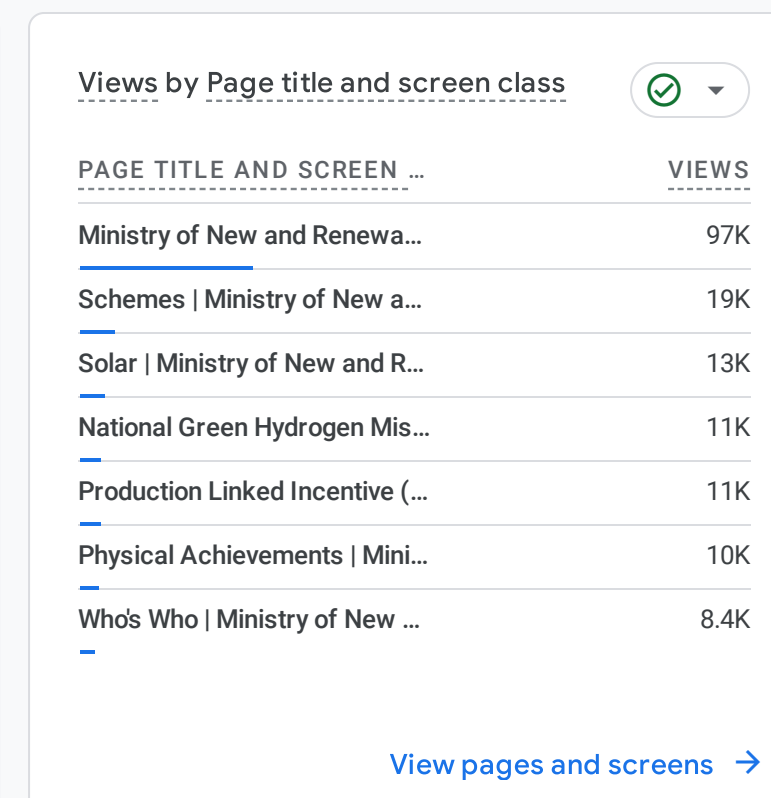 Views by Page title and screen class
PAGE TITLE AND SCREEN … VIEWS
Ministry of New and Renewa… 97K
Schemes | Ministry of New a… 19K
Solar | Ministry of New and R… 13K
National Green Hydrogen Mis… 11K
Production Linked Incentive (… 11K
Physical Achievements | Mini… 10K
Who's Who | Ministry of New … 8.4K
View pages and screens